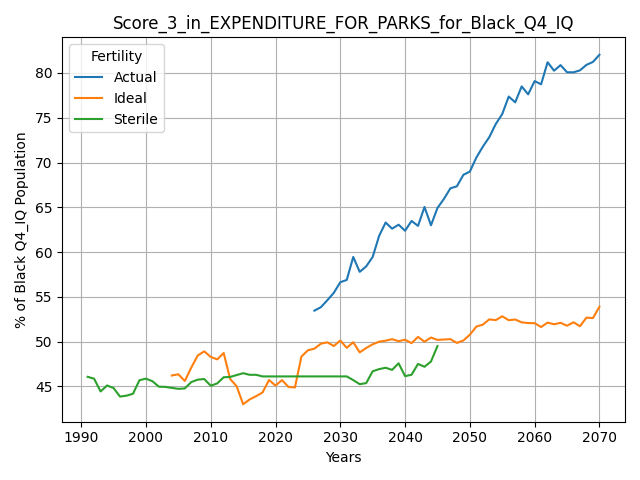 Score_3_in_EXPENDITURE_FOR_PARKS_for_Black_Q4_IQ
Fertility
Actual
Ideal
Sterile
% of Black Q4_IQ Population
80
75
70
65
60
55
50
45
1990 2000 2010 2020 2030 2040 2050 2060 2070
Years